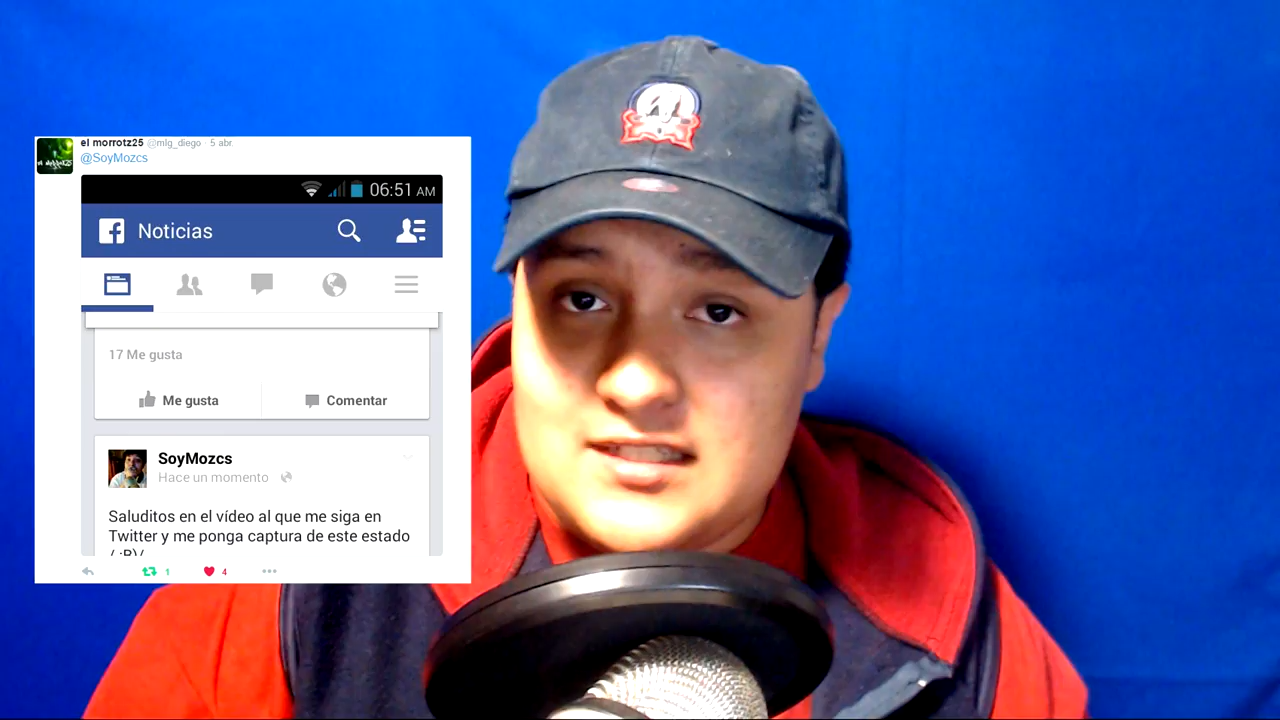 el morrotz25 @mlg_diego · 5 abr.
@SoyMozcs
06:51 AM
Noticias
17 Me gusta
Me gusta
Comentar
SoyMozcs
Hace un momento
Saluditos en el vídeo al que me siga en
Twitter y me ponga captura de este estado
1
4